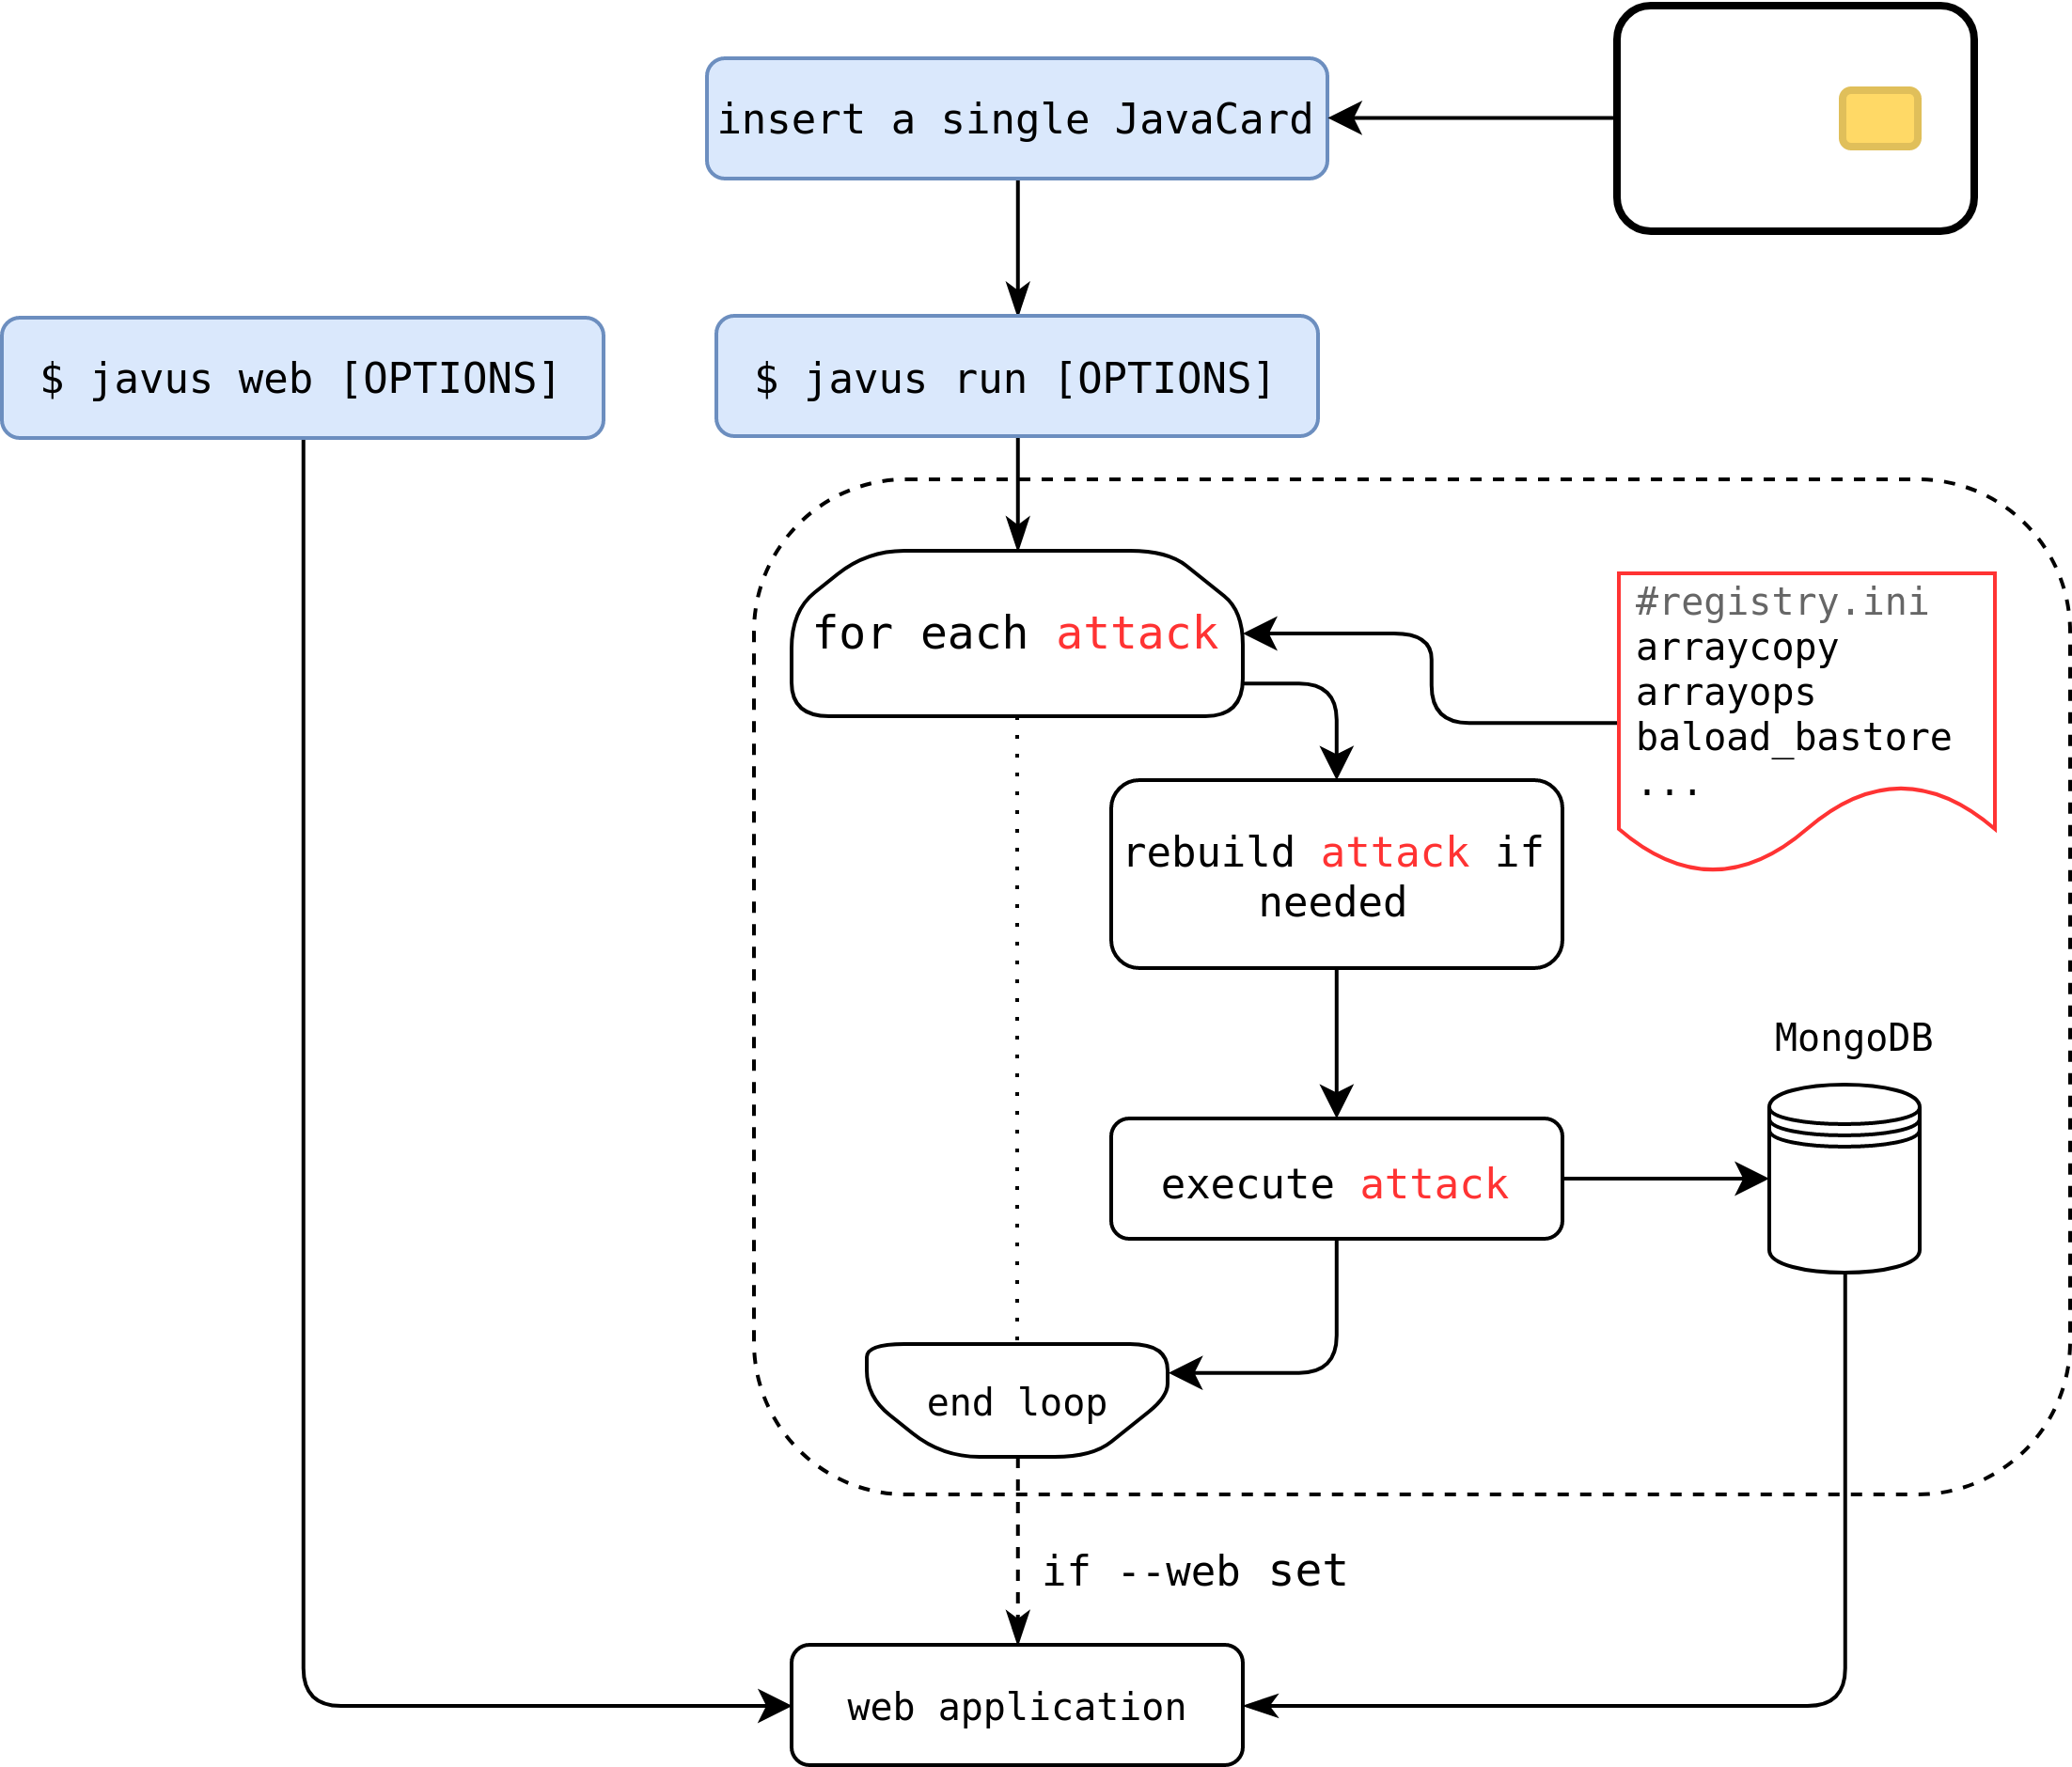 insert a single JavaCard
$ javus web [OPTIONS]
$ javus run [OPTIONS]
for each attack
#registry.ini
arraycopy
arrayops
baload_bastore
...
rebuild attack if
needed
MongoDB
execute attack
end loop
if --web set
web application